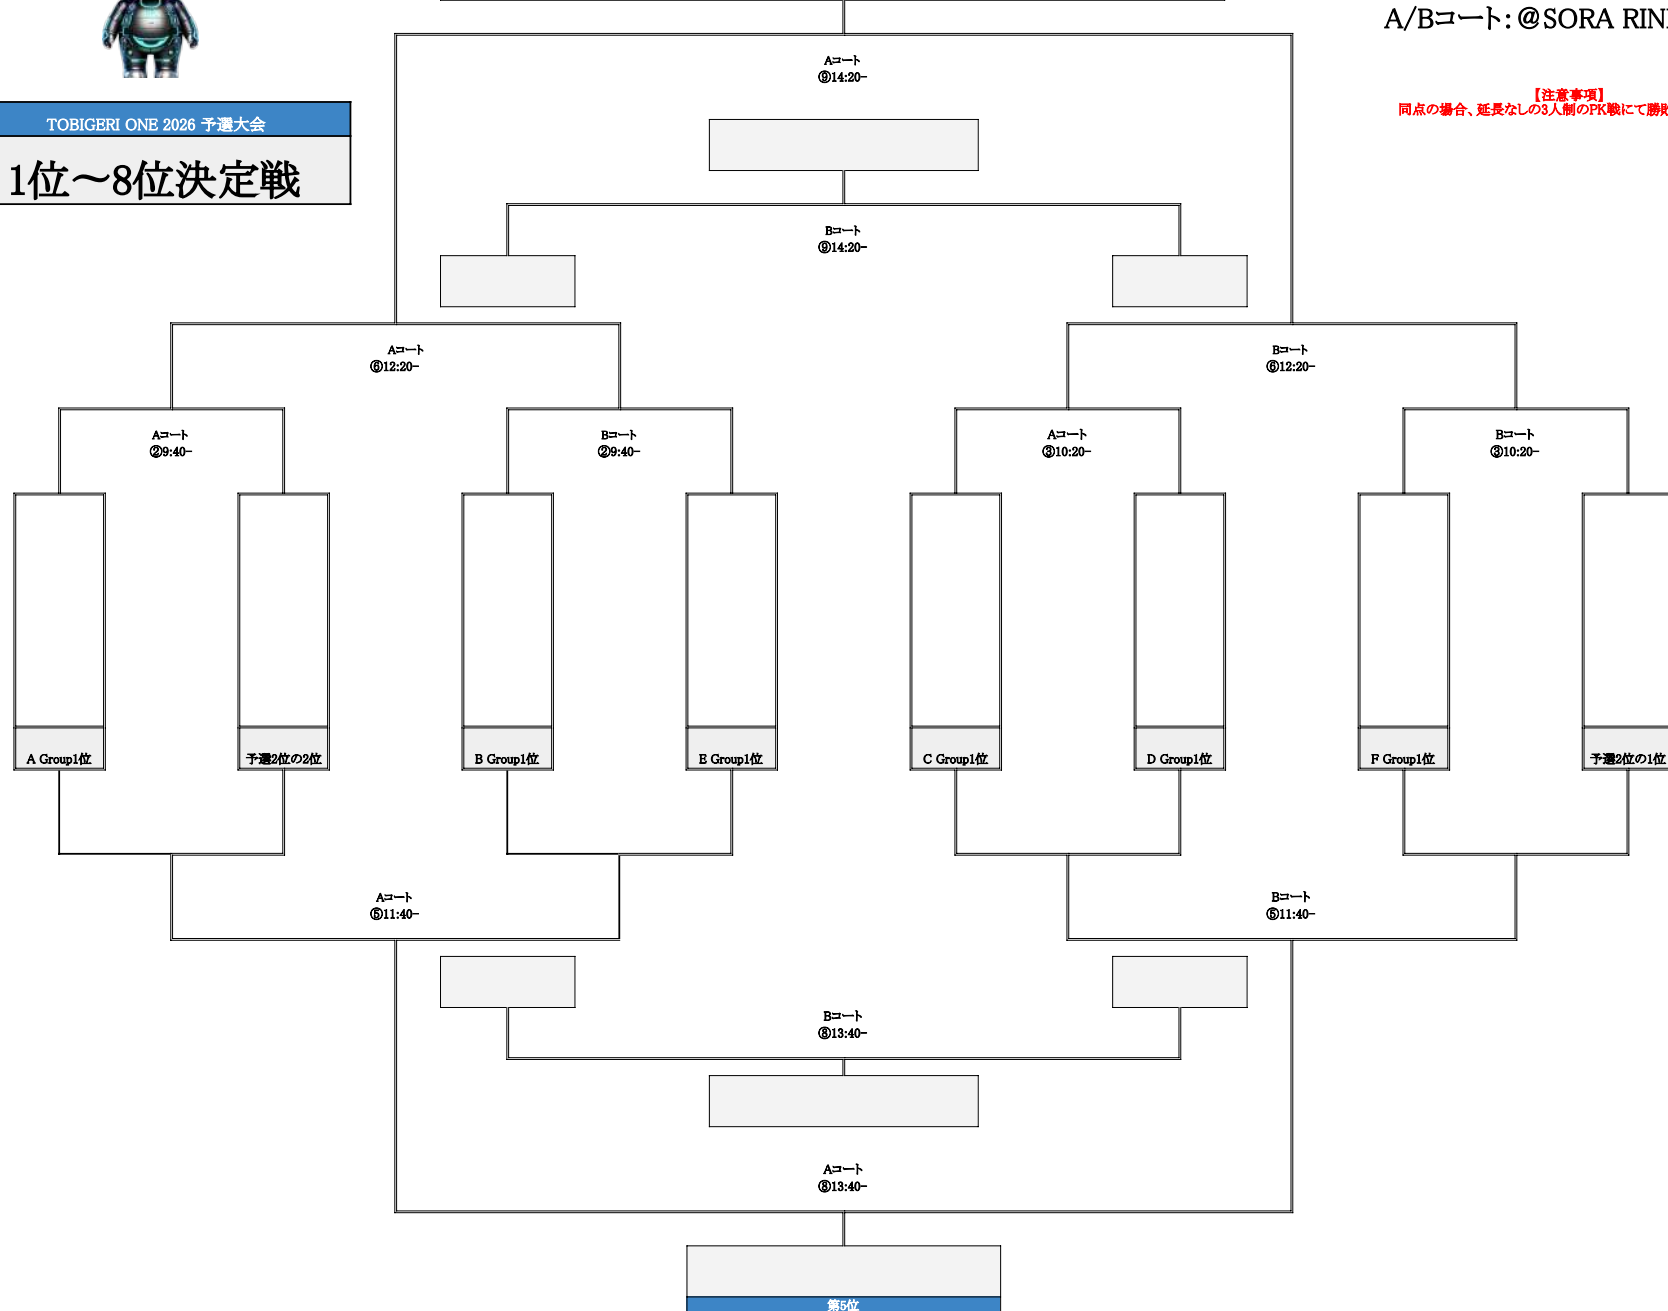 A/Bコート：@SORA RIN
Aコート
⑨14:20-
【注意事項】
同点の場合、延長なしの3人制のPK戦にて勝
TOBIGERI ONE 2026 予選大会
1位～8位決定戦
Bコート
⑨14:20-
Aコート
⑥12:20-
Bコート
⑥12:20-
Aコート
②9:40-
Bコート
②9:40-
Aコート
③10:20-
Bコート
③10:20-
A Group1位
予選2位の2位
B Group1位
E Group1位
C Group1位
D Group1位
F Group1位
予選2位の1位
Aコート
⑤11:40-
Bコート
⑤11:40-
Bコート
⑧13:40-
Aコート
⑧13:40-
第5位